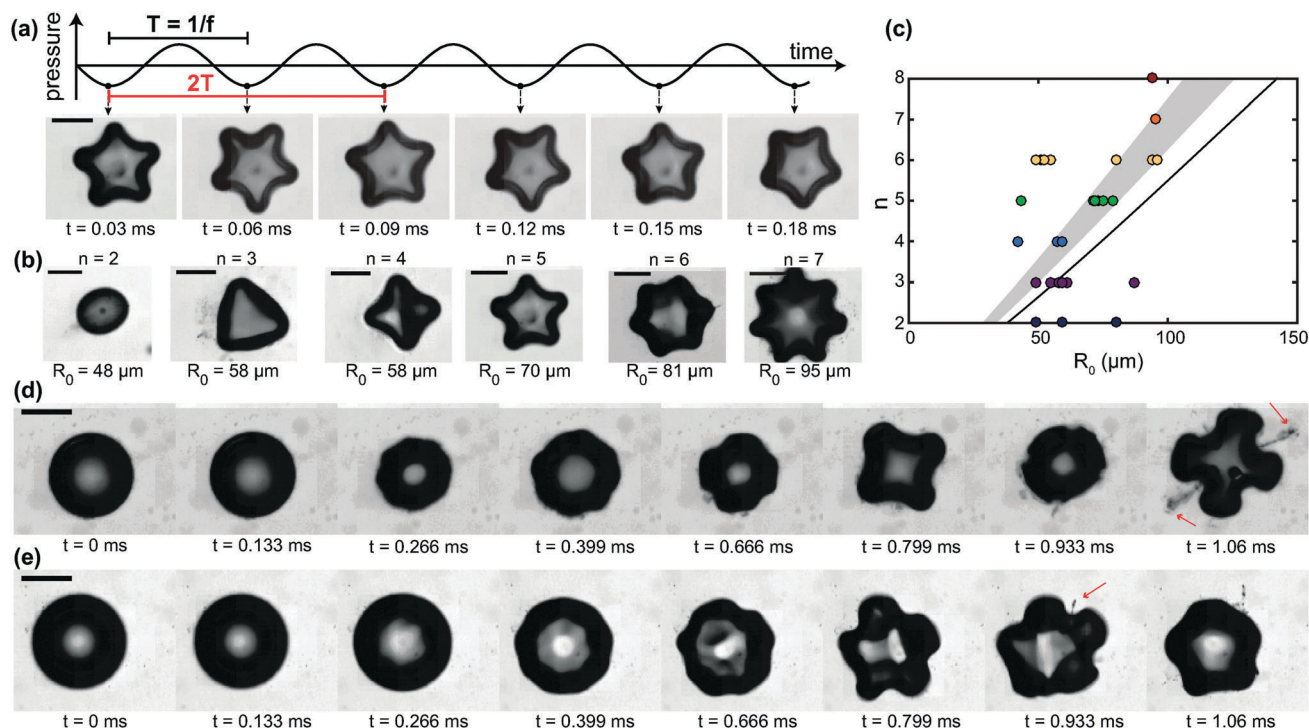 (a)
T = 1/f
pressure
time
2T
t = 0.03 ms t = 0.06 ms t = 0.09 ms t = 0.12 ms t = 0.15 ms t = 0.18 ms
(b)
n = 2 n = 3 n = 4 n = 5 n = 6 n = 7
R₀ = 48 µm R₀ = 58 µm R₀ = 58 µm R₀ = 70 µm R₀ = 81 µm R₀ = 95 µm
(c)
8
7
6
5
4
3
2
n
0 50 100 150
R₀ (µm)
(d)
t = 0 ms t = 0.133 ms t = 0.266 ms t = 0.399 ms t = 0.666 ms t = 0.799 ms t = 0.933 ms t = 1.06 ms
(e)
t = 0 ms t = 0.133 ms t = 0.266 ms t = 0.399 ms t = 0.666 ms t = 0.799 ms t = 0.933 ms t = 1.06 ms